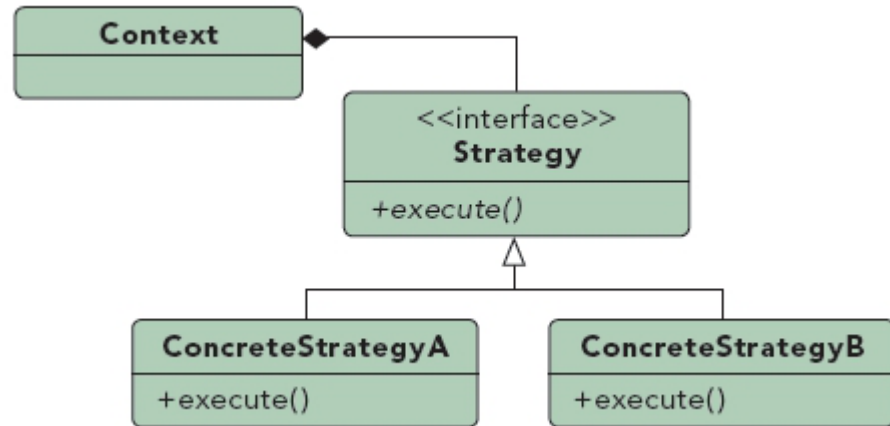 Context
<<interface>>
Strategy
+execute()
ConcreteStrategyA
+execute()
ConcreteStrategyB
+execute()